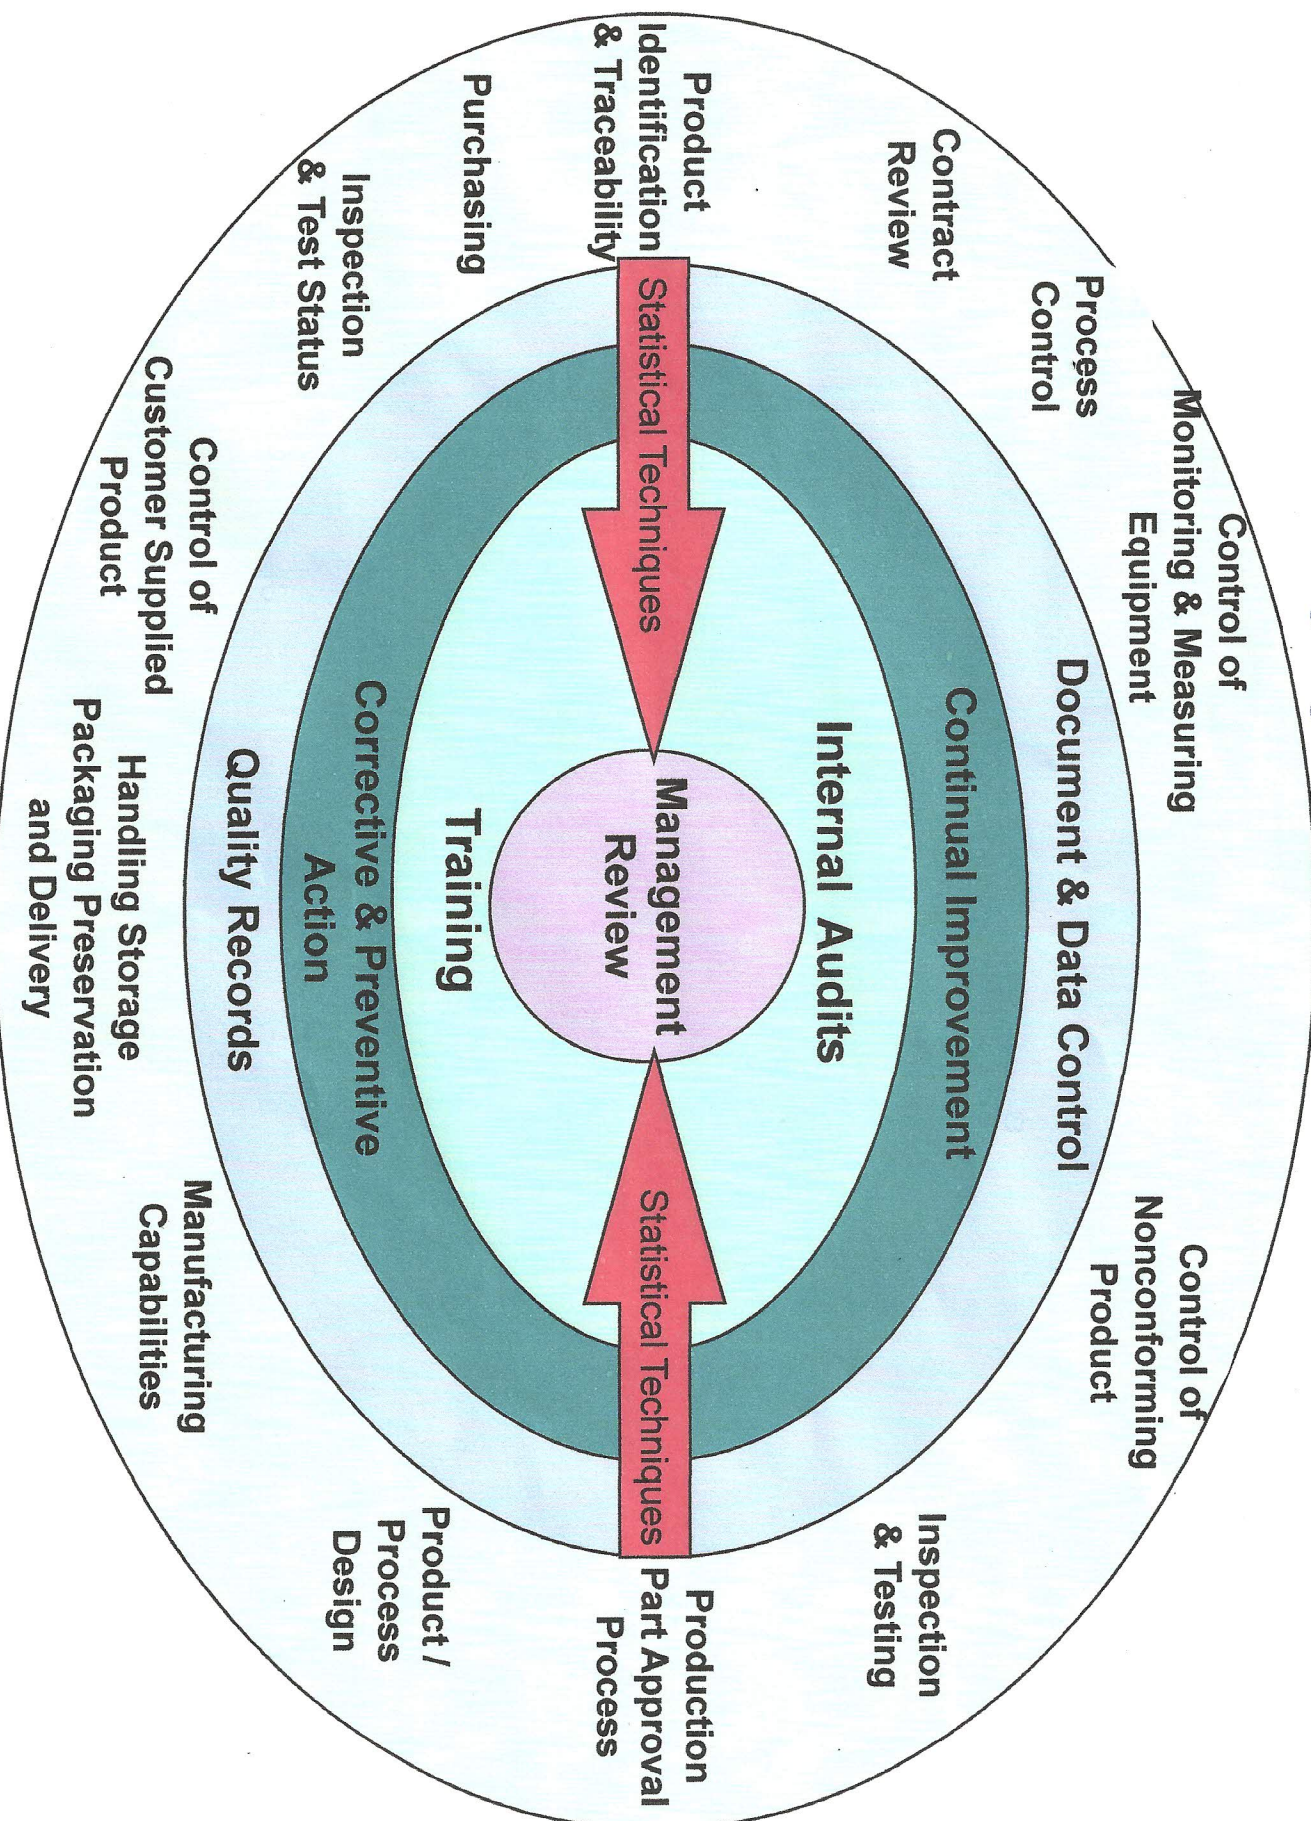 Control of
Monitoring & Measuring
Equipment
Control of
Nonconforming
Product
Process
Control
Document & Data Control
Contract
Review
Inspection
& Testing
Continual Improvement
Internal Audits
Product
Identification
& Traceability
Statistical Techniques
Management
Review
Statistical Techniques
Production
Part Approval
Process
Purchasing
Training
Inspection
& Test Status
Corrective & Preventive
Action
Product /
Process
Design
Quality Records
Control of
Customer Supplied
Product
Handling Storage
Packaging Preservation
and Delivery
Manufacturing
Capabilities